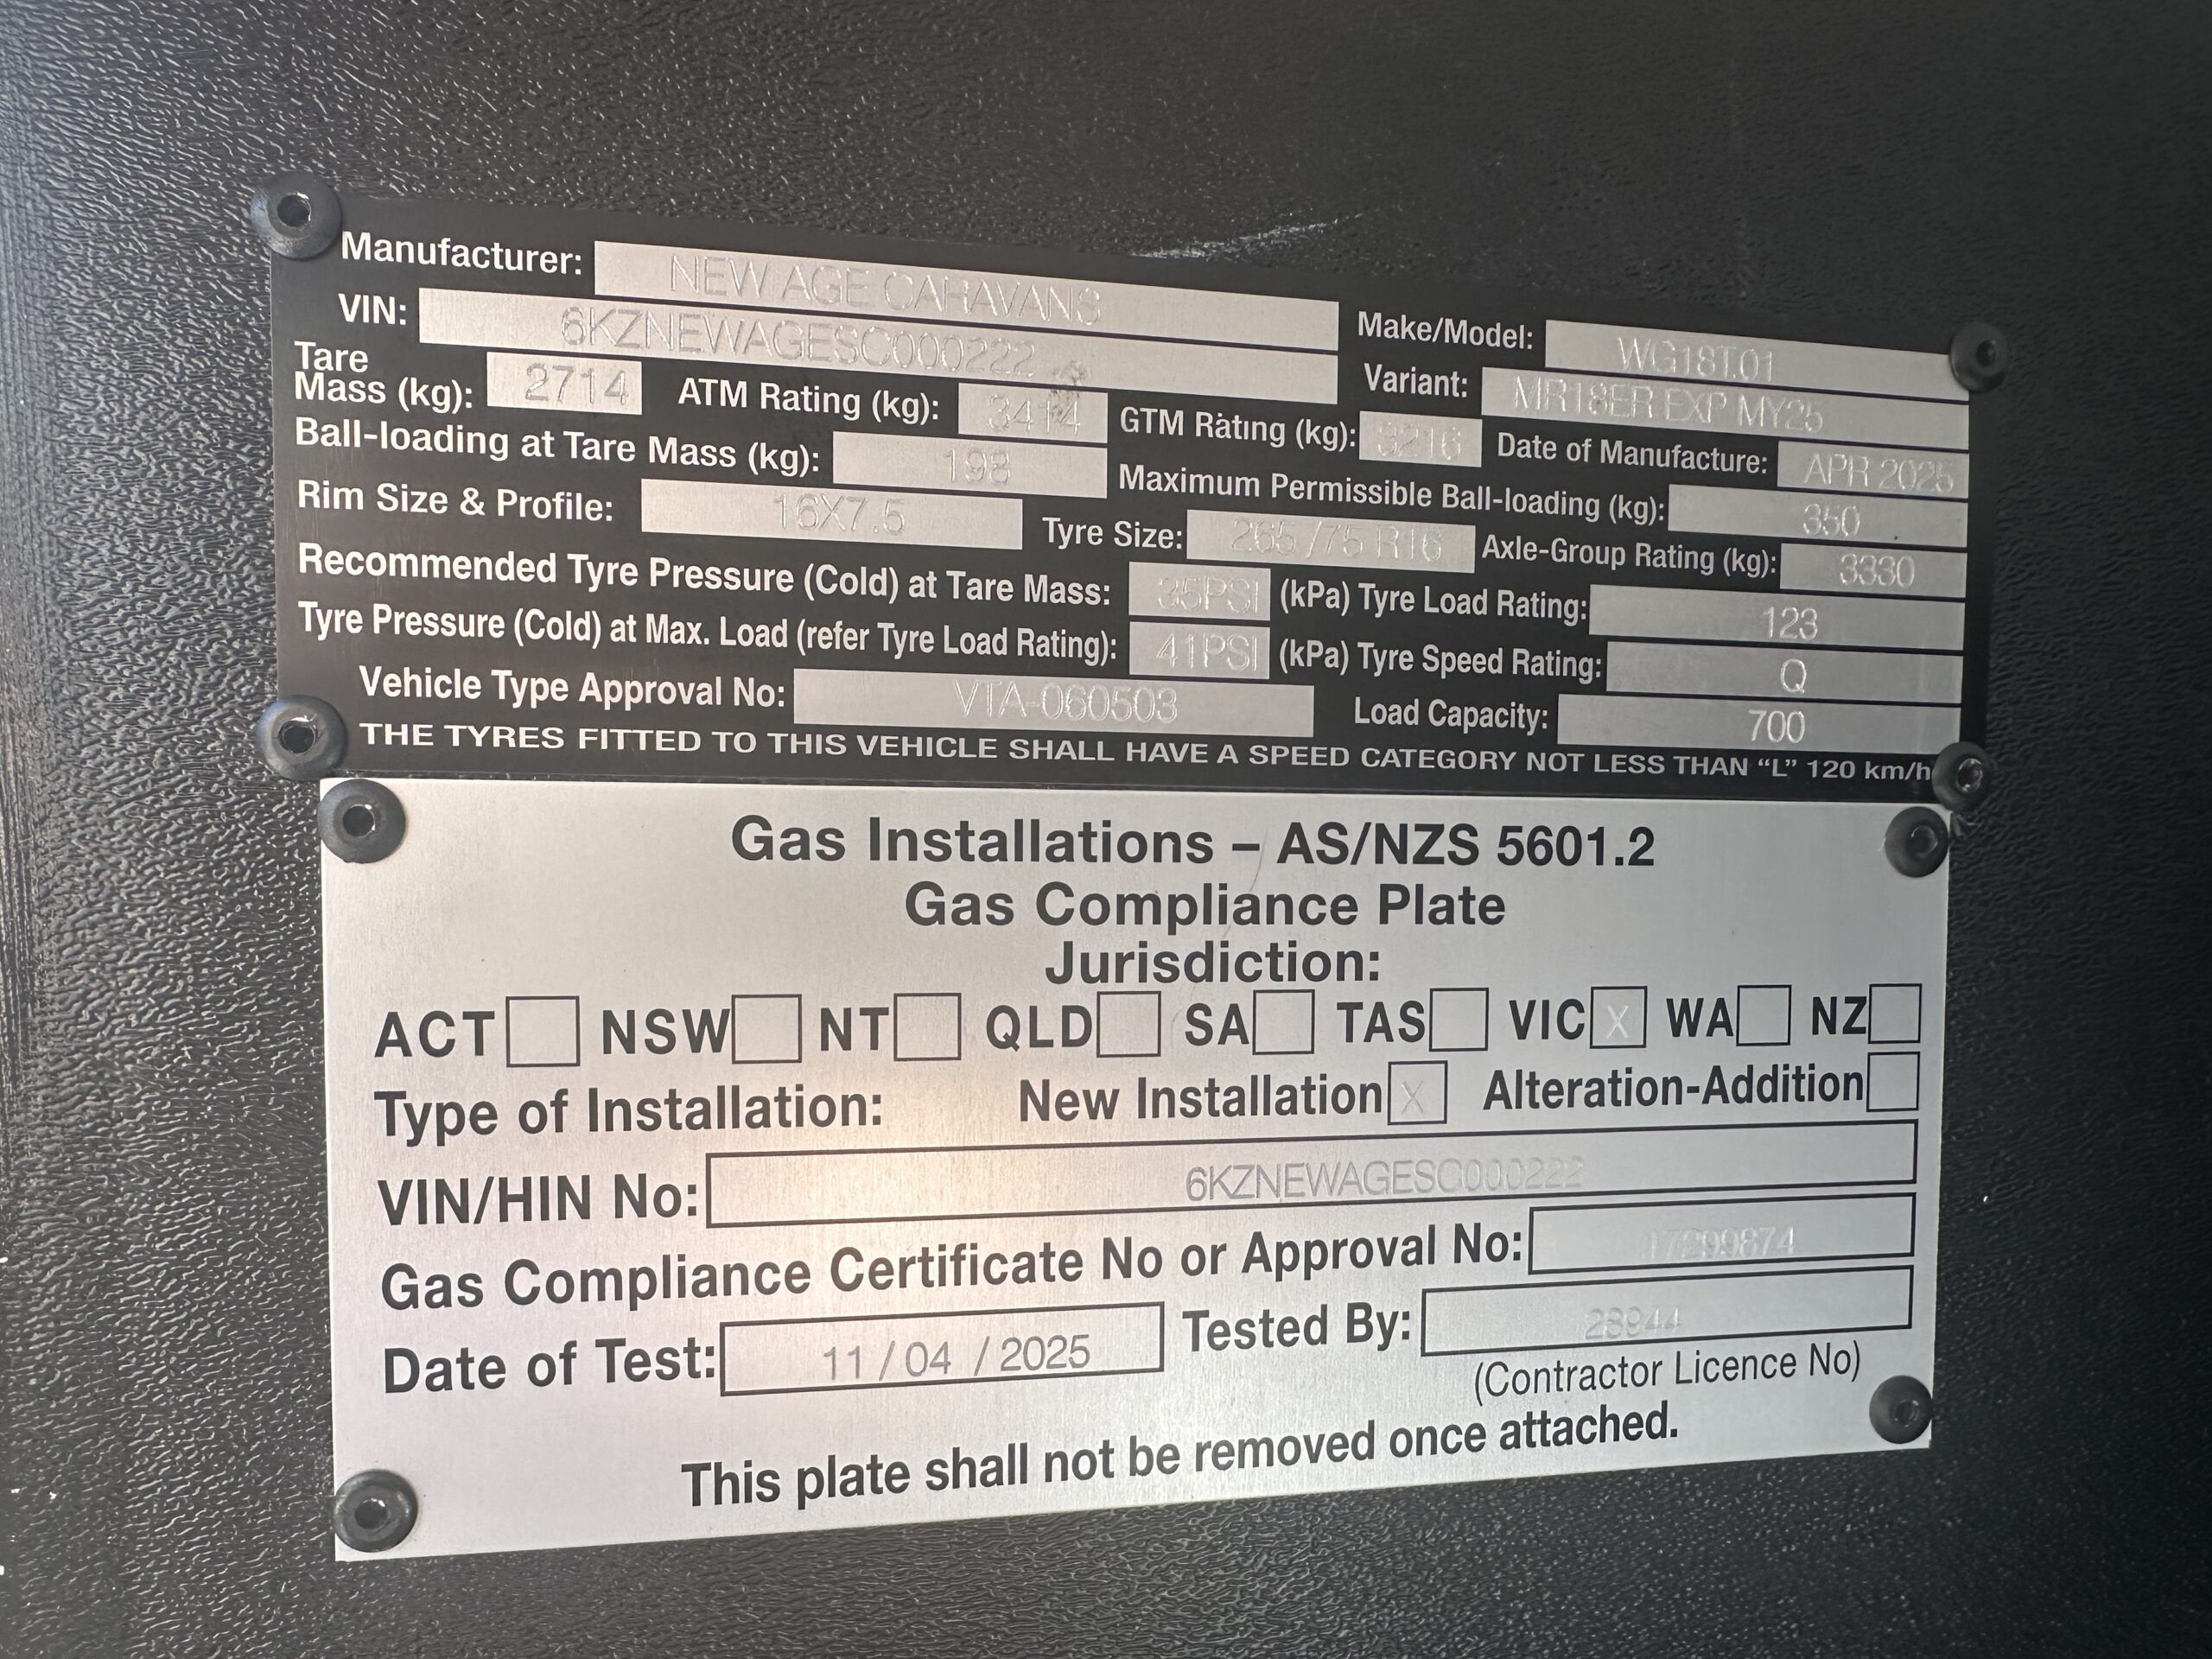 Manufacturer: NEW AGE CARAVANS
VIN: 6KZNEWAGESC000222
Make/Model: WG18T.01
Variant: MR18ER EXP MY25
Tare Mass (kg): 2714 ATM Rating (kg): 3414 GTM Rating (kg): 3216 Date of Manufacture: APR 2025
Ball-loading at Tare Mass (kg): 198 Maximum Permissible Ball-loading (kg): 350
Rim Size & Profile: 16X7.5 Tyre Size: 265 /75 R16 Axle-Group Rating (kg): 3330
Recommended Tyre Pressure (Cold) at Tare Mass: 35PSI (kPa) Tyre Load Rating: 123
Tyre Pressure (Cold) at Max. Load (refer Tyre Load Rating): 41PSI (kPa) Tyre Speed Rating: Q
Vehicle Type Approval No: VTA-060503 Load Capacity: 700
THE TYRES FITTED TO THIS VEHICLE SHALL HAVE A SPEED CATEGORY NOT LESS THAN “L” 120 km/h
Gas Installations – AS/NZS 5601.2
Gas Compliance Plate
Jurisdiction:
ACT NSW NT QLD SA TAS VIC X WA NZ
Type of Installation: New Installation X Alteration-Addition
VIN/HIN No: 6KZNEWAGESC000222
Gas Compliance Certificate No or Approval No:
Date of Test: 11 / 04 / 2025 Tested By:
(Contractor Licence No)
This plate shall not be removed once attached.